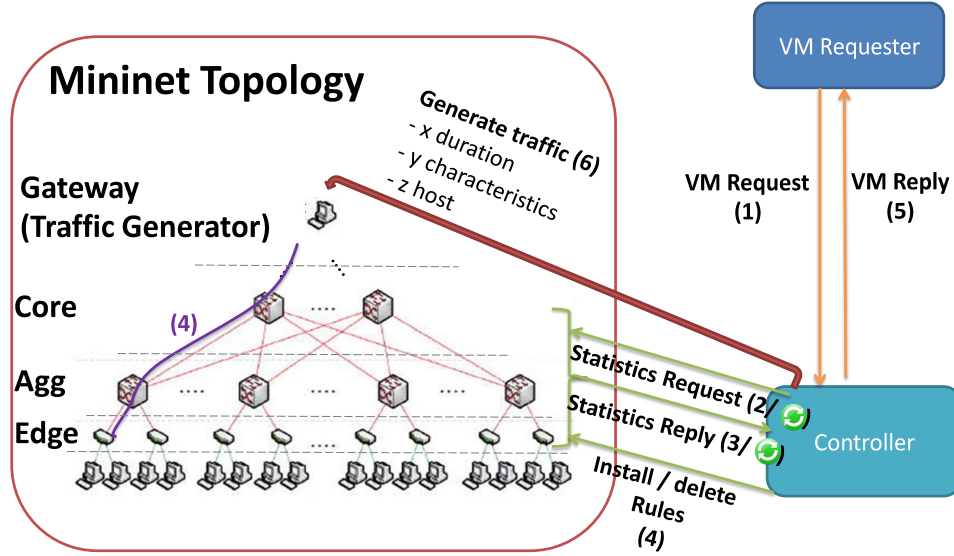 Mininet Topology
VM Requester
Generate traffic (6)
- x duration
- y characteristics
- z host
VM Request
(1)
VM Reply
(5)
Gateway
(Traffic Generator)
Core
(4)
Agg
Edge
Statistics Request (2/ )
Statistics Reply (3/ )
Install / delete
Rules
(4)
Controller